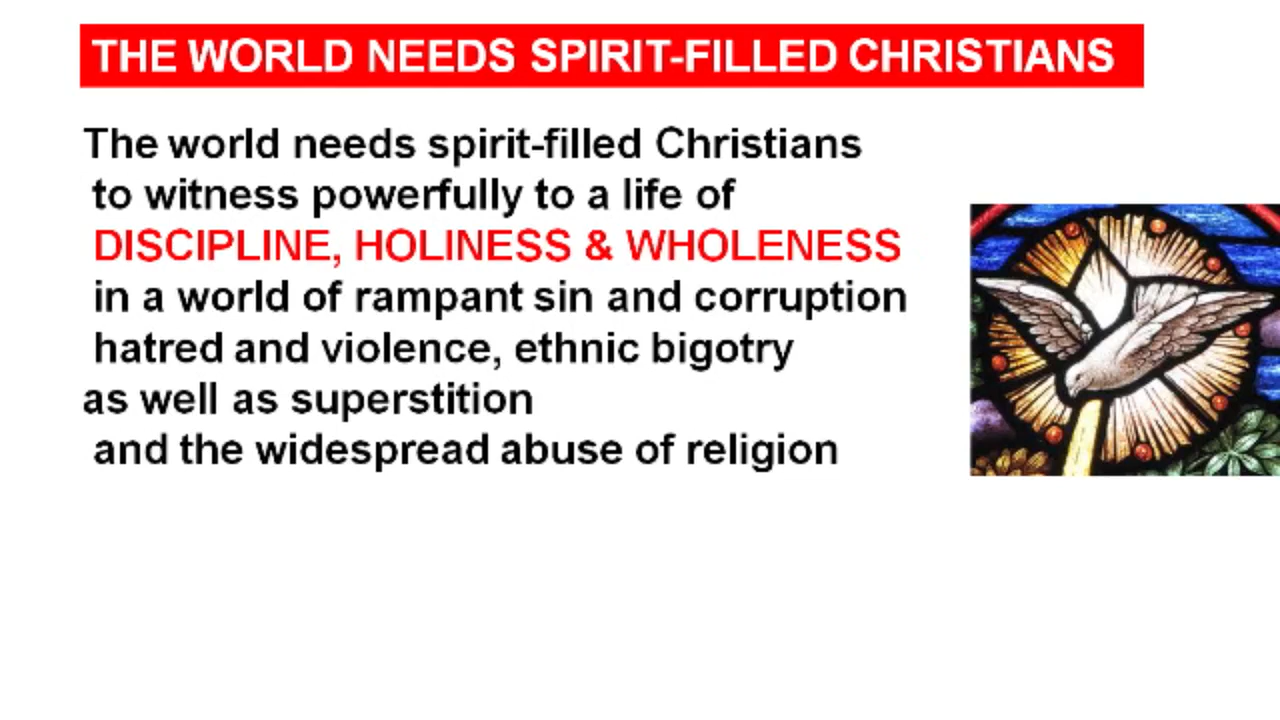 THE WORLD NEEDS SPIRIT-FILLED CHRISTIANS
The world needs spirit-filled Christians
to witness powerfully to a life of
DISCIPLINE, HOLINESS & WHOLENESS
in a world of rampant sin and corruption
hatred and violence, ethnic bigotry
as well as superstition
and the widespread abuse of religion